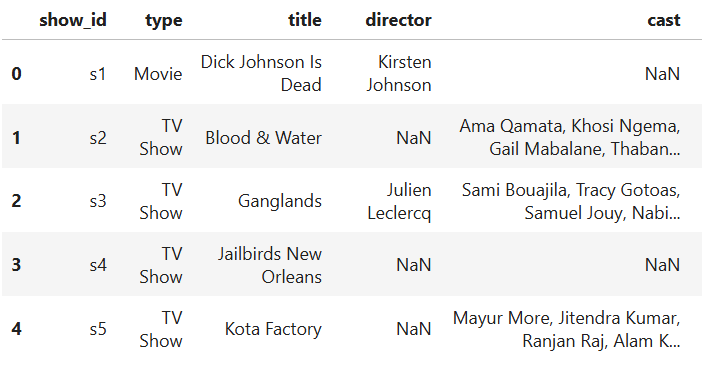 show_id type title director cast
0 s1 Movie Dick Johnson Is Dead Kirsten Johnson NaN
1 s2 TV Show Blood & Water NaN Ama Qamata, Khosi Ngema, Gail Mabalane, Thaban...
2 s3 TV Show Ganglands Julien Leclercq Sami Bouajila, Tracy Gotoas, Samuel Jouy, Nabi...
3 s4 TV Show Jailbirds New Orleans NaN NaN
4 s5 TV Show Kota Factory NaN Mayur More, Jitendra Kumar, Ranjan Raj, Alam K...